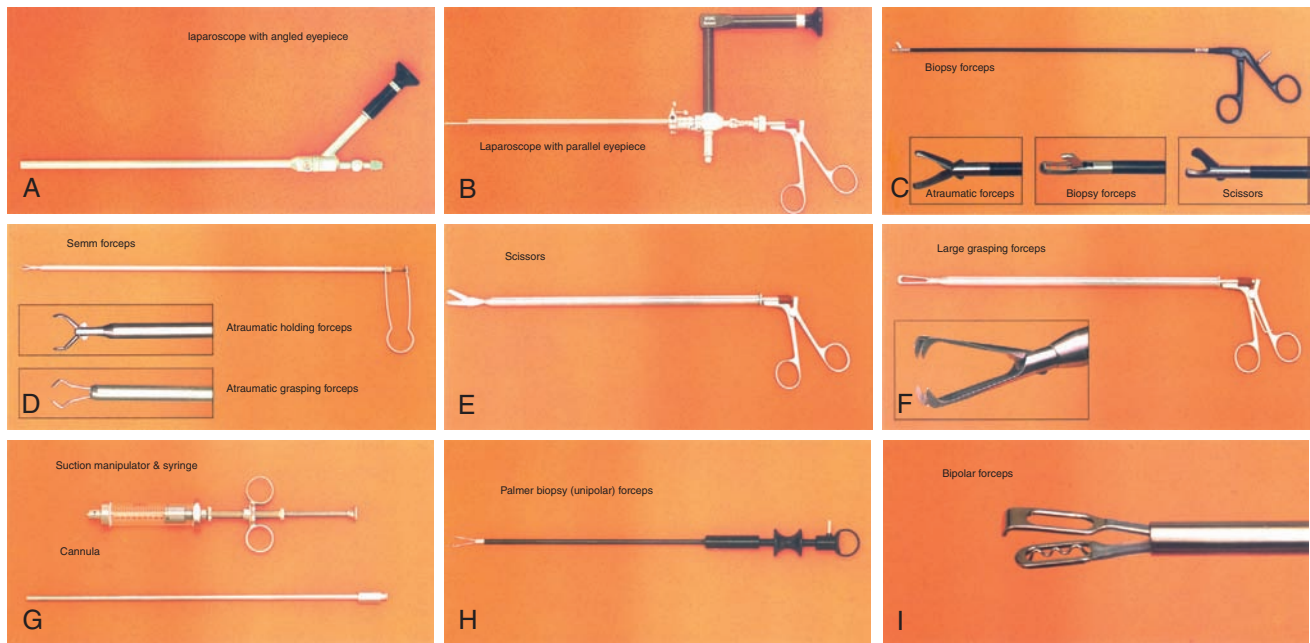 laparoscope with angled eyepiece
A
Laparoscope with parallel eyepiece
B
Biopsy forceps
Atraumatic forceps
Biopsy forceps
Scissors
C
Semm forceps
Atraumatic holding forceps
Atraumatic grasping forceps
D
Scissors
E
Large grasping forceps
F
Suction manipulator & syringe
Cannula
G
Palmer biopsy (unipolar) forceps
H
Bipolar forceps
I